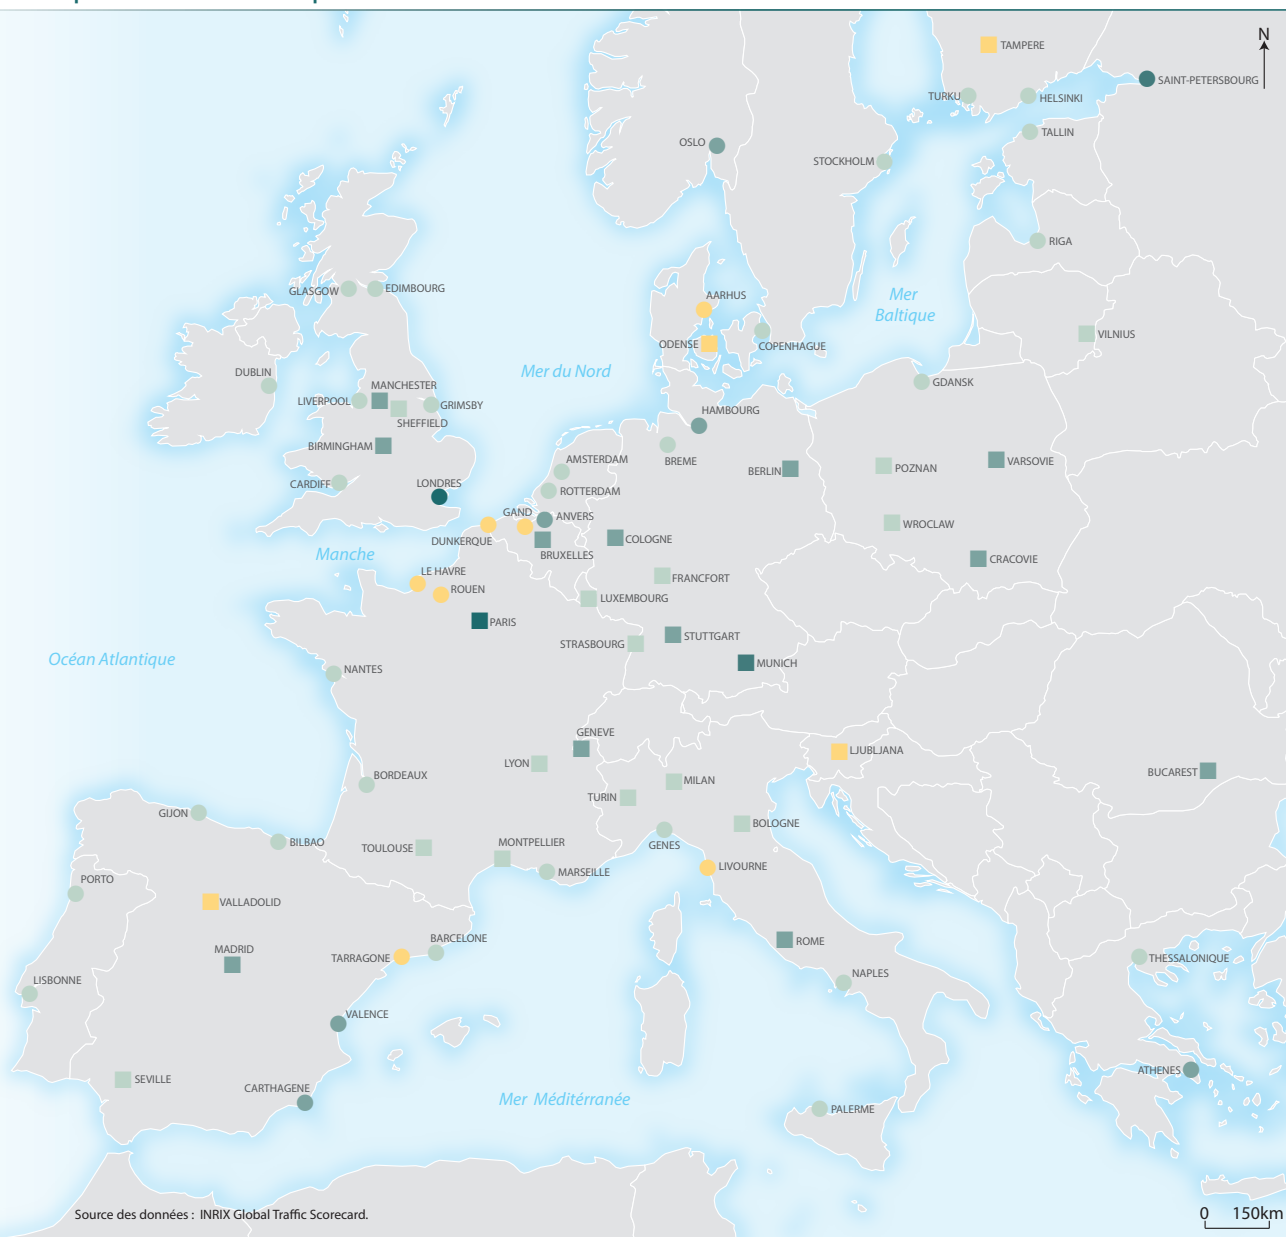 N
TAMPERE
SAINT-PETERSBOURG
TURKU
HELSINKI
TALLIN
OSLO
STOCKHOLM
RIGA
GLASGOW
EDIMBOURG
AARHUS
Mer
Baltique
VILNIUS
ODENSE
COPENHAGUE
Mer du Nord
DUBLIN
MANCHESTER
GDANSK
LIVERPOOL
GRIMSBY
SHEFFIELD
HAMBOURG
BIRMINGHAM
AMSTERDAM
BREME
BERLIN
POZNAN
VARSOVIE
CARDIFF
LONDRES
ROTTERDAM
GAND
ANVERS
WROCLAW
DUNKERQUE
COLOGNE
Manche
BRUXELLES
CRACOVIE
LE HAVRE
FRANCFORT
ROUEN
LUXEMBOURG
PARIS
STUTTGART
STRASBOURG
Océan Atlantique
MUNICH
NANTES
GENEVE
LJUBLJANA
LYON
BUCAREST
BORDEAUX
MILAN
TURIN
GIJON
BOLOGNE
BILBAO
TOULOUSE
MONTPELLIER
GENES
MARSEILLE
LIVOURNE
PORTO
VALLADOLID
BARCELONE
ROME
MADRID
TARRAGONE
THESSALONIQUE
LISBONNE
NAPLES
VALENCE
ATHENES
SEVILLE
CARTHAGENE
Mer Méditérranée
PALERME
Source des données : INRIX Global Traffic Scorecard.
0 150km